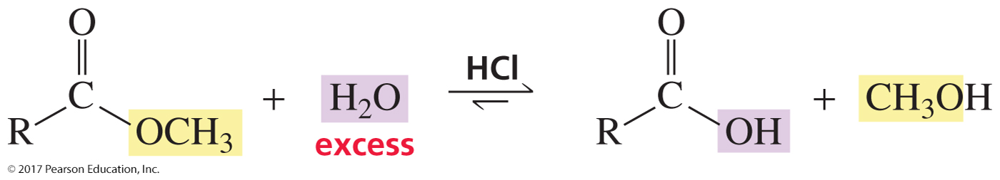 O O
HCl
C + H₂O C + CH₃OH
R OCH₃ R OH
excess
© 2017 Pearson Education, Inc.